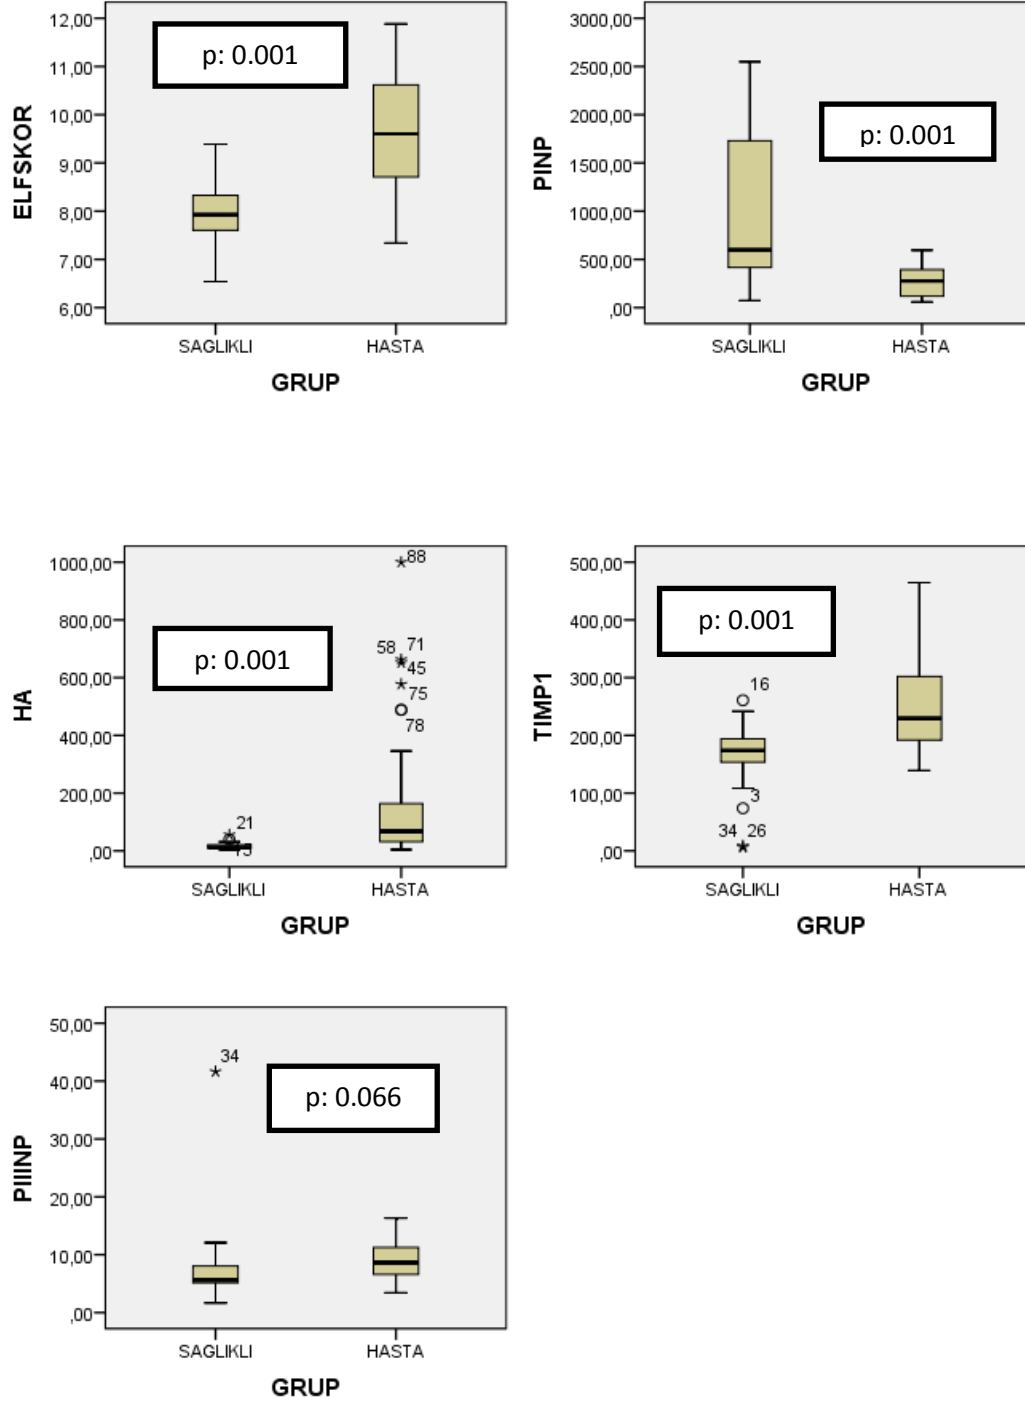 ELFSKOR
12,00
11,00
10,00
9,00
8,00
7,00
6,00
p: 0.001
SAGLIKLI HASTA
GRUP
PINP
3000,00
2500,00
2000,00
1500,00
1000,00
500,00
,00
p: 0.001
SAGLIKLI HASTA
GRUP
HA
1000,00
800,00
600,00
400,00
200,00
,00
p: 0.001
88
58 71
45
75
78
21
SAGLIKLI HASTA
GRUP
TIMP1
500,00
400,00
300,00
200,00
100,00
,00
p: 0.001
16
3
34 26
SAGLIKLI HASTA
GRUP
PIIINP
50,00
40,00
30,00
20,00
10,00
,00
34
p: 0.066
SAGLIKLI HASTA
GRUP